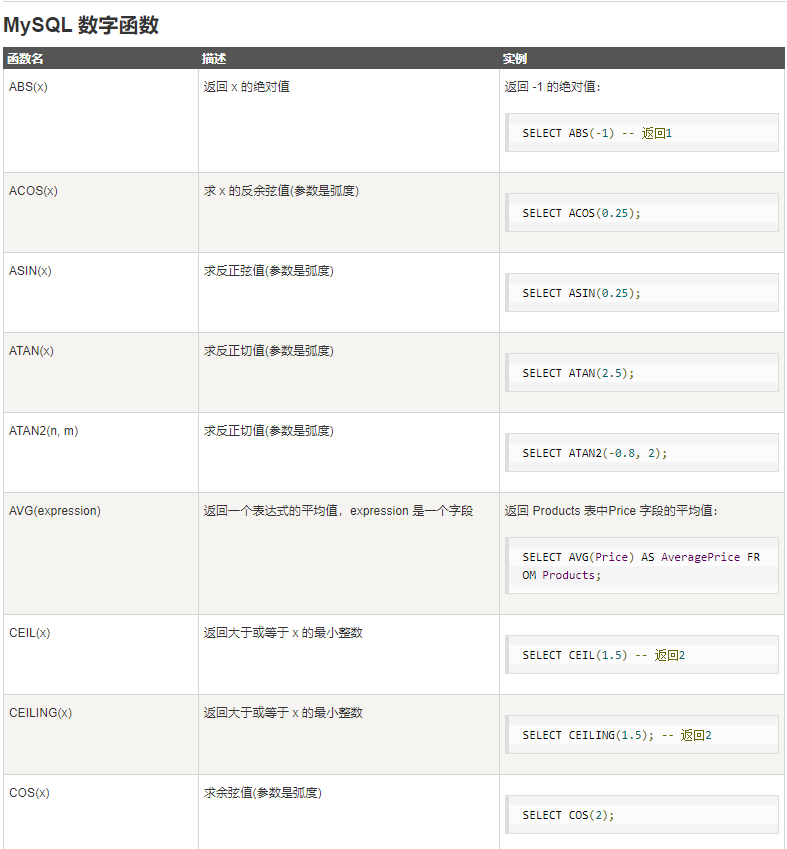 MySQL 数字函数
函数名 描述 实例
ABS(x) 返回 x 的绝对值 返回 -1 的绝对值：
SELECT ABS(-1) -- 返回1
ACOS(x) 求 x 的反余弦值(参数是弧度)
SELECT ACOS(0.25);
ASIN(x) 求反正弦值(参数是弧度)
SELECT ASIN(0.25);
ATAN(x) 求反正切值(参数是弧度)
SELECT ATAN(2.5);
ATAN2(n, m) 求反正切值(参数是弧度)
SELECT ATAN2(-0.8, 2);
AVG(expression) 返回一个表达式的平均值，expression 是一个字段 返回 Products 表中Price 字段的平均值：
SELECT AVG(Price) AS AveragePrice FR
OM Products;
CEIL(x) 返回大于或等于 x 的最小整数
SELECT CEIL(1.5) -- 返回2
CEILING(x) 返回大于或等于 x 的最小整数
SELECT CEILING(1.5); -- 返回2
COS(x) 求余弦值(参数是弧度)
SELECT COS(2);